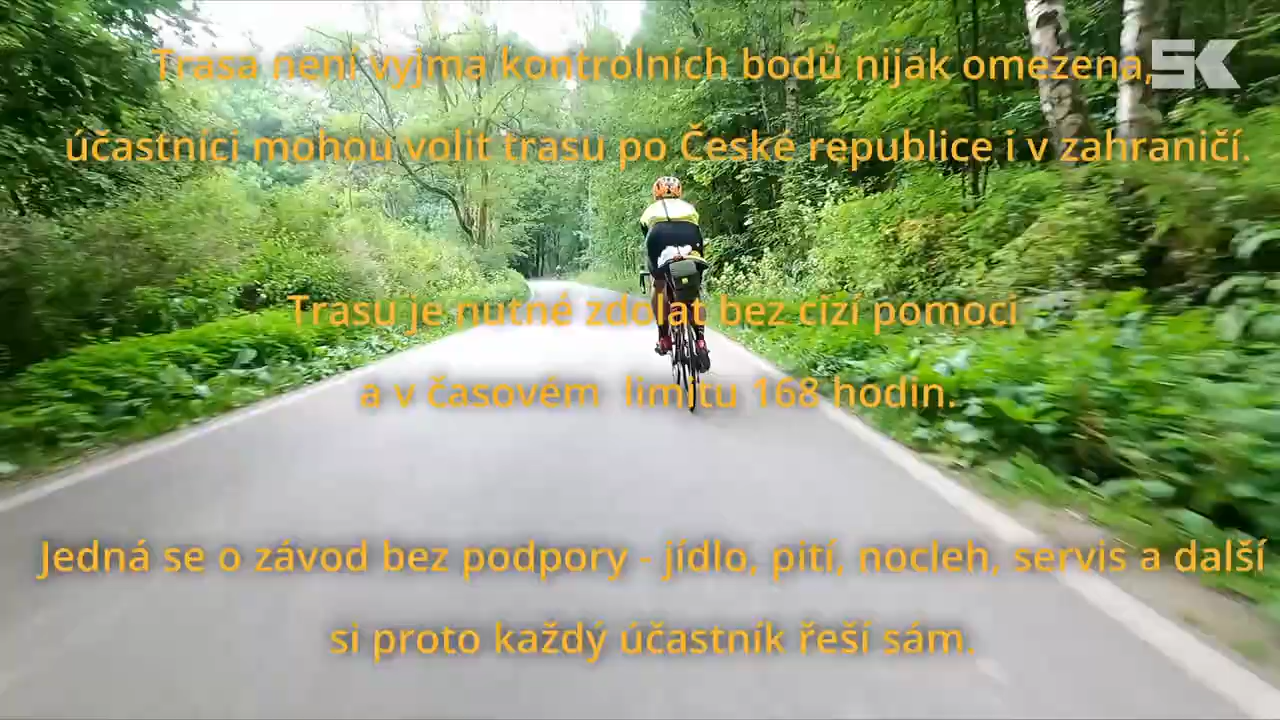 Trasa není vyjma kontrolních bodů nijak omezena,
SK
účastníci mohou volit trasu po České republice i v zahraničí.
Trasu je nutné zdolat bez cizí pomoci
a v časovém limitu 168 hodin.
Jedná se o závod bez podpory - jídlo, pití, nocleh, servis a další
si proto každý účastník řeší sám.